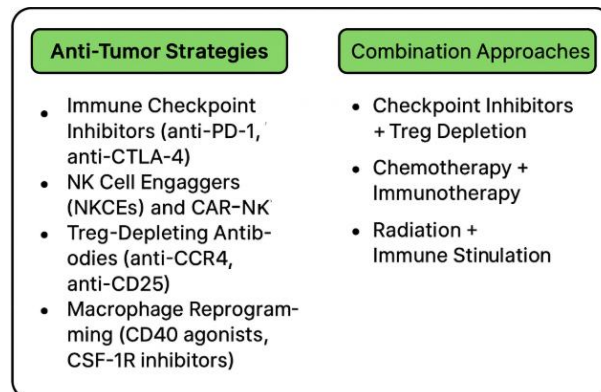 Anti-Tumor Strategies
• Immune Checkpoint
Inhibitors (anti-PD-1,
anti-CTLA-4)
• NK Cell Engaggers
(NKCEs) and CAR-NK
• Treg-Depleting Antib-
odies (anti-CCR4,
anti-CD25)
• Macrophage Reprogram-
ming (CD40 agonists,
CSF-1R inhibitors)
Combination Approaches
• Checkpoint Inhibitors
+ Treg Depletion
• Chemotherapy +
Immunotherapy
• Radiation +
Immune Stinulation